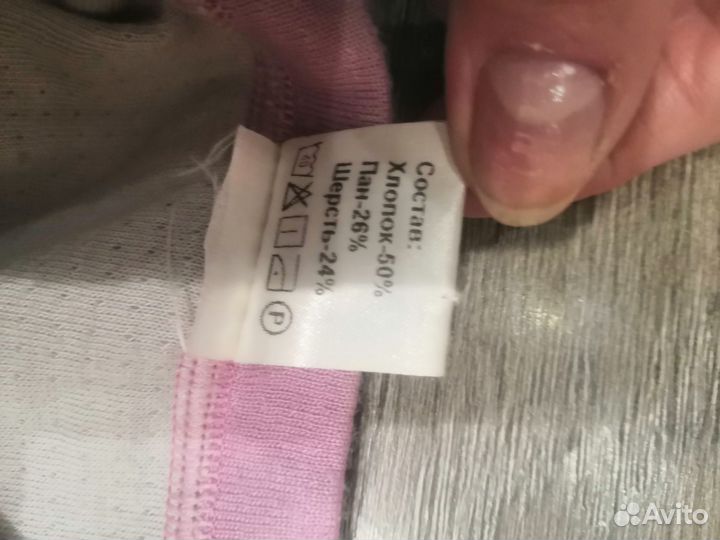 Состав:
Хлопок-50%
Пан-26%
Шерсть-24%
P
Avito